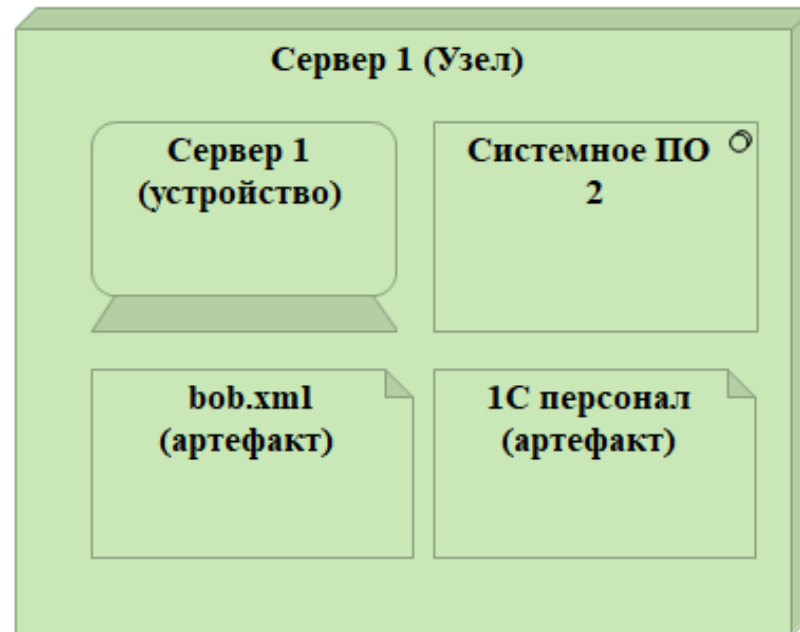 Сервер 1 (Узел)
Сервер 1
(устройство)
Системное ПО
2
bob.xml
(артефакт)
1С персонал
(артефакт)